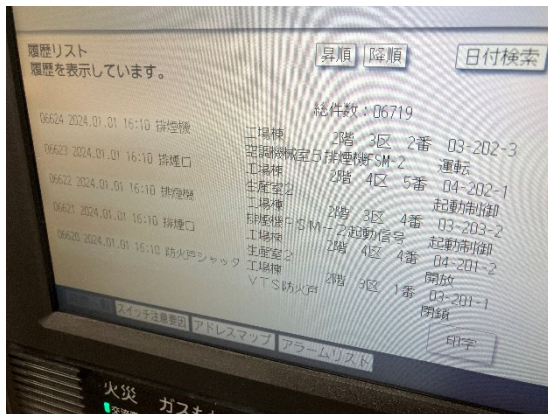 履歴リスト
履歴を表示しています。
昇順 降順 日付検索
総件数:06719
06624 2024.01.01 16:10 排煙機 工場棟 2階 3区 2番 03-202-3
空調機械室B排煙機FSM-2 運転
06623 2024.01.01 16:10 排煙口 工場棟 2階 4区 5番 04-202-1
生産室2 起動制御
06622 2024.01.01 16:10 排煙機 工場棟 2階 3区 4番 03-203-2
排煙機FSM-2起動信号 起動制御
06621 2024.01.01 16:10 排煙口 工場棟 2階 4区 4番 04-201-2
生産室2 開放
06620 2024.01.01 16:10 防火戸シャッタ 工場棟 2階 3区 1番 03-201-1
VTS防火戸 閉鎖
印字
スイッチ注意要因 アドレスマップ アラームリスト
火災 ガスもれ